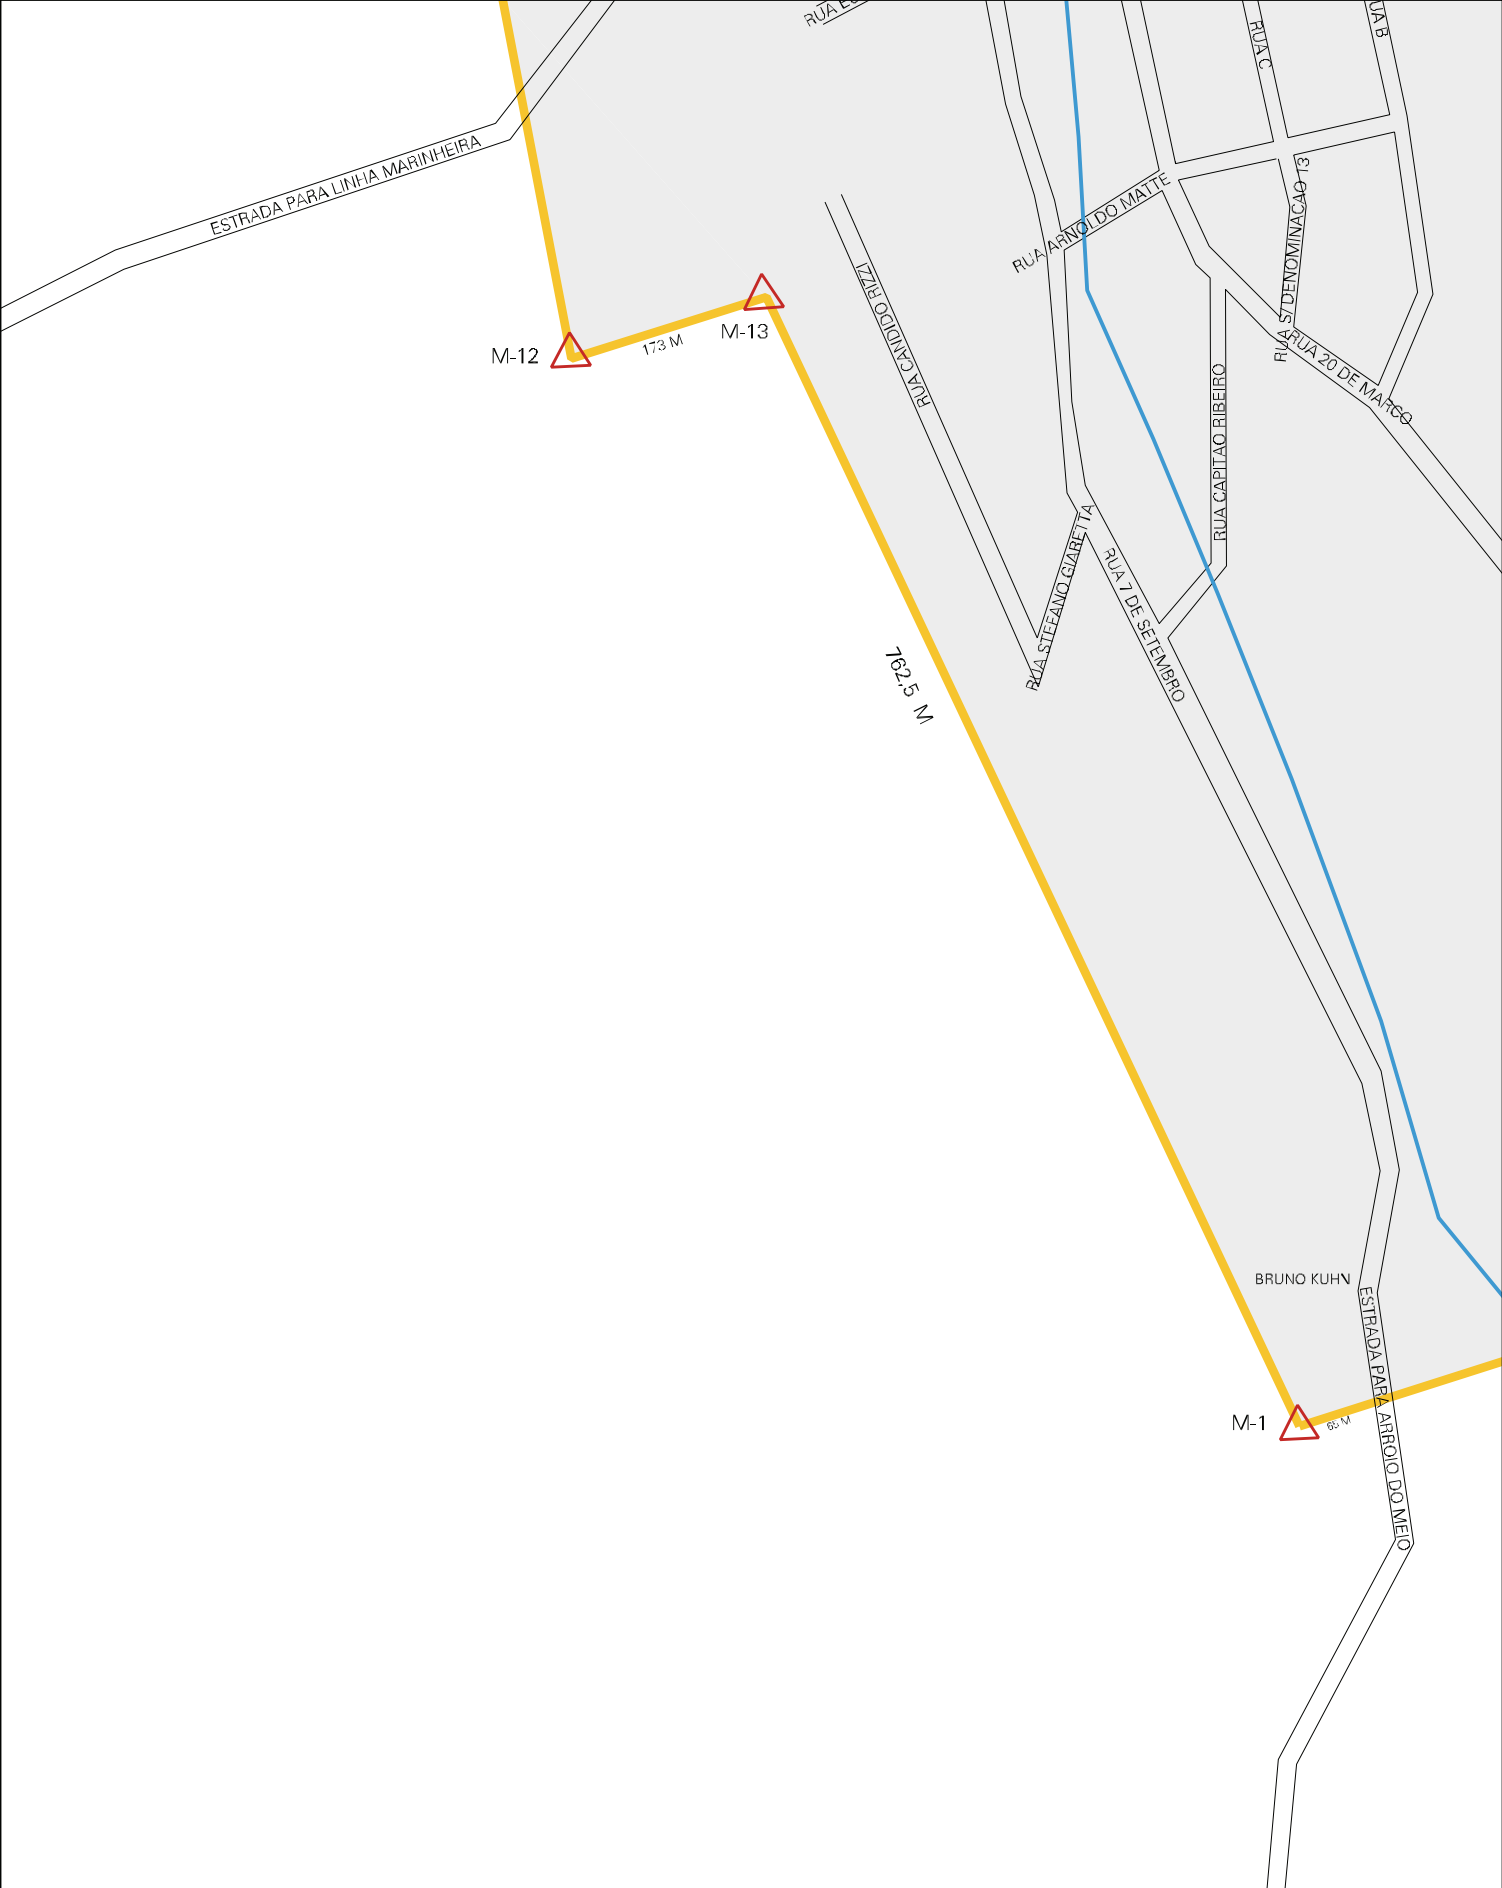 RUA C
ESTRADA PARA LINHA MARINHEIRA
RUA ARNOLDO MATTE
RUA S/ DENOMINACAO 13
M-12
173 M
M-13
RUA CANDIDO RIZZI
RUA 20 DE MARCO
RUA CAPITAO RIBEIRO
RUA STEFANO GIARETTA
RUA 7 DE SETEMBRO
762,5 M
BRUNO KUHN
ESTRADA PARA ARROIO DO MEIO
M-1
65 M